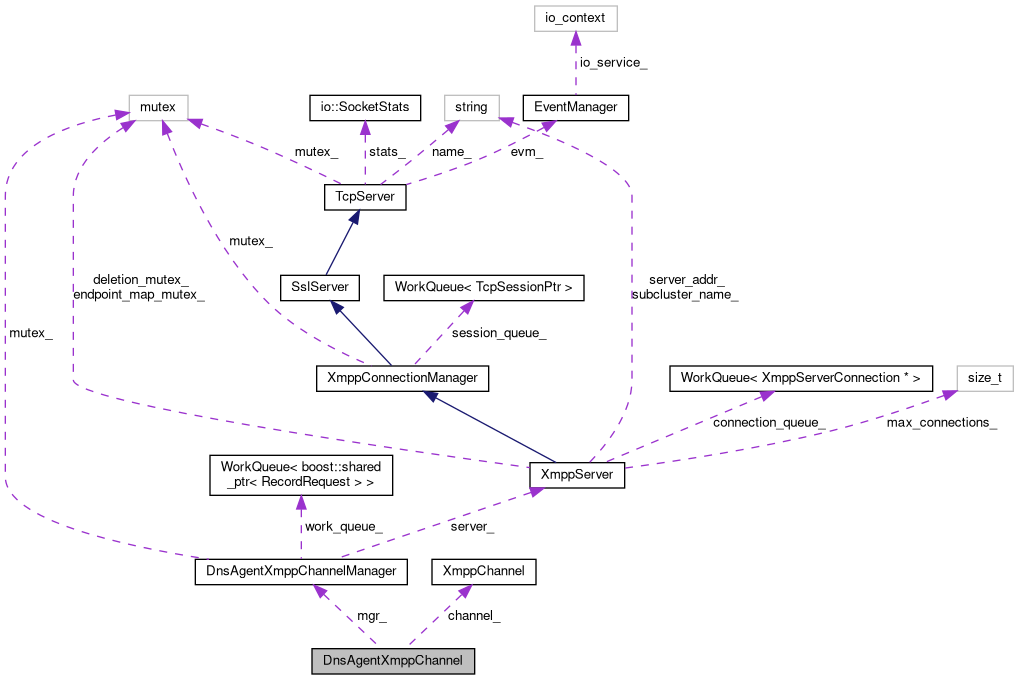 io_context
io_service_
mutex
io::SocketStats
string
EventManager
mutex_
stats_
name_
evm_
TcpServer
mutex_
deletion_mutex_
endpoint_map_mutex_
SslServer
WorkQueue< TcpSessionPtr >
server_addr_
subcluster_name_
mutex_
session_queue_
XmppConnectionManager
WorkQueue< XmppServerConnection * >
size_t
connection_queue_
max_connections_
WorkQueue< boost::shared
_ptr< RecordRequest > >
XmppServer
work_queue_
server_
DnsAgentXmppChannelManager
XmppChannel
mgr_
channel_
DnsAgentXmppChannel